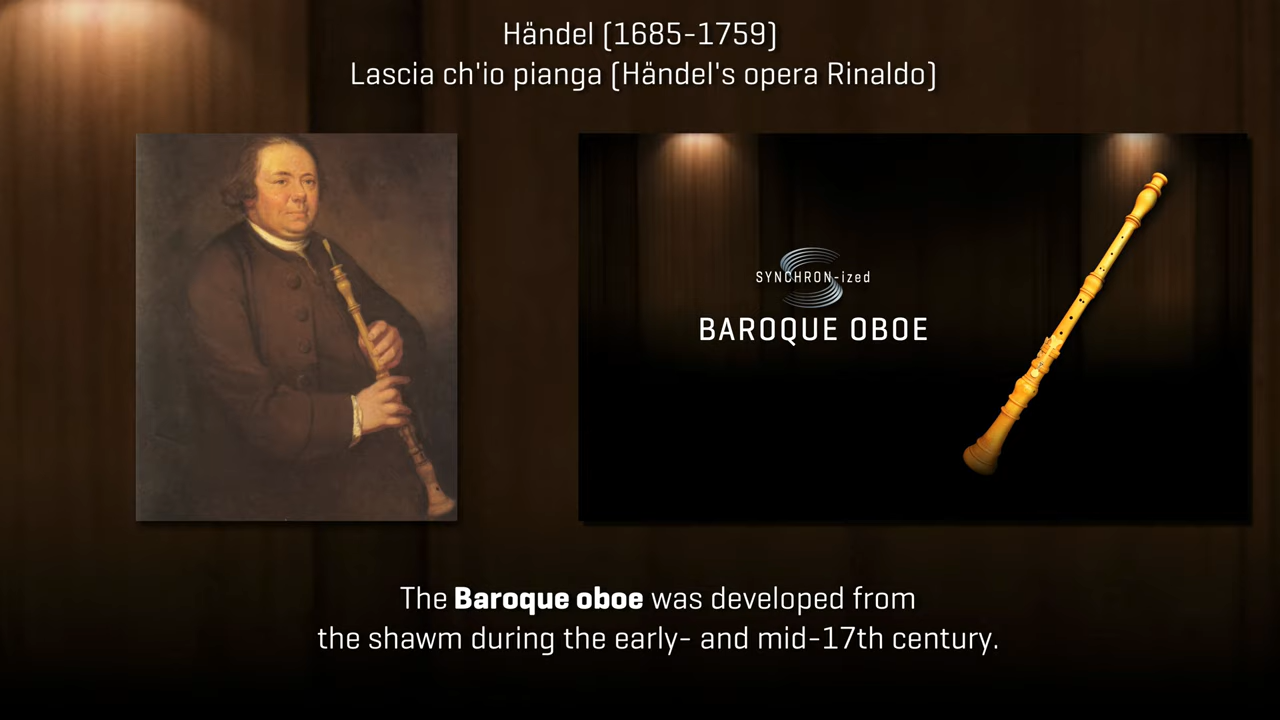 Händel (1685-1759)
Lascia ch'io pianga (Händel's opera Rinaldo)
SYNCHRON-ized
BAROQUE OBOE
The Baroque oboe was developed from
the shawm during the early- and mid-17th century.